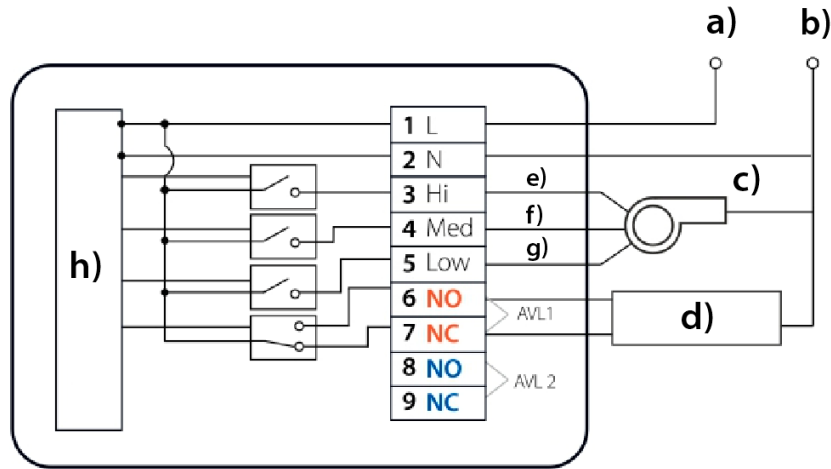 a) b)
1 L
2 N
3 Hi
e)
c)
4 Med
f)
5 Low
g)
h)
6 NO
AVL1
7 NC
d)
8 NO
AVL 2
9 NC